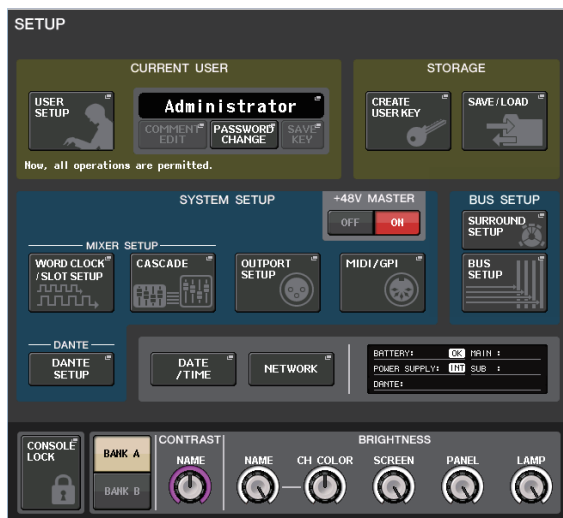 SETUP
CURRENT USER
STORAGE
USER
SETUP
Administrator
COMMENT
EDIT
PASSWORD
CHANGE
SAVE
KEY
Now, all operations are permitted.
CREATE
USER KEY
SAVE/LOAD
SYSTEM SETUP
+48V MASTER
OFF
ON
BUS SETUP
SURROUND
SETUP
MIXER SETUP
WORD CLOCK
/SLOT SETUP
CASCADE
OUTPORT
SETUP
MIDI/GPI
BUS
SETUP
DANTE
DANTE
SETUP
DATE
/TIME
NETWORK
BATTERY: OK MAIN :
POWER SUPPLY: INT SUB :
DANTE:
CONSOLE
LOCK
BANK A
BANK B
CONTRAST
NAME
BRIGHTNESS
NAME CH COLOR SCREEN PANEL LAMP